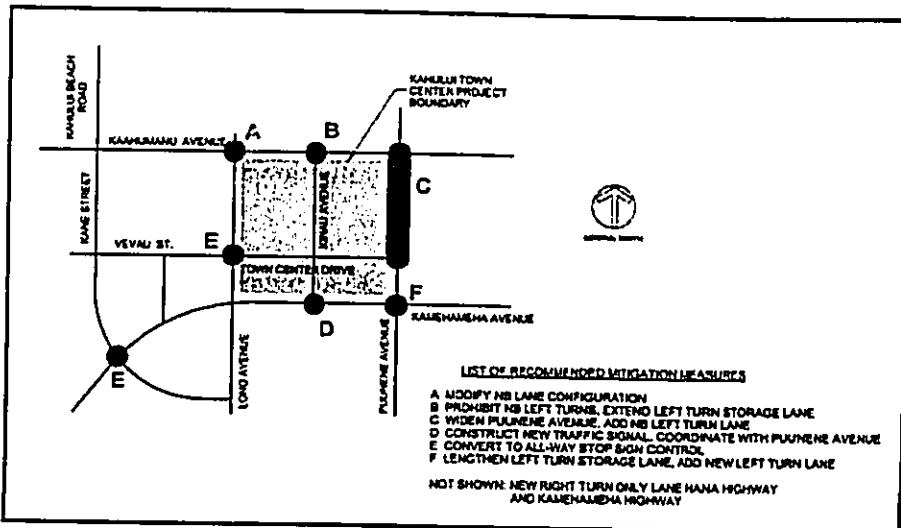 KAHULUI BEACH
ROAD
KAAHUMANU AVENUE
A
B
KAHULUI TOWN
CENTER PROJECT
BOUNDARY
C
KANE STREET
VEVAU ST.
E
TOWN CENTER DRIVE
F
KAMEHAMEHA AVENUE
D
E
LONO AVENUE
PUUNENE AVENUE
LIST OF RECOMMENDED MITIGATION MEASURES
A MODIFY NB LANE CONFIGURATION
B PROHIBIT NB LEFT TURNS, EXTEND LEFT TURN STORAGE LANE
C WIDEN PUUNENE AVENUE, ADD NB LEFT TURN LANE
D CONSTRUCT NEW TRAFFIC SIGNAL, COORDINATE WITH PUUNENE AVENUE
E CONVERT TO ALL-WAY STOP SIGN CONTROL
F LENGTHEN LEFT TURN STORAGE LANE, ADD NEW LEFT TURN LANE
NOT SHOWN: NEW RIGHT TURN ONLY LANE HANA HIGHWAY
AND KAMEHAMEHA HIGHWAY